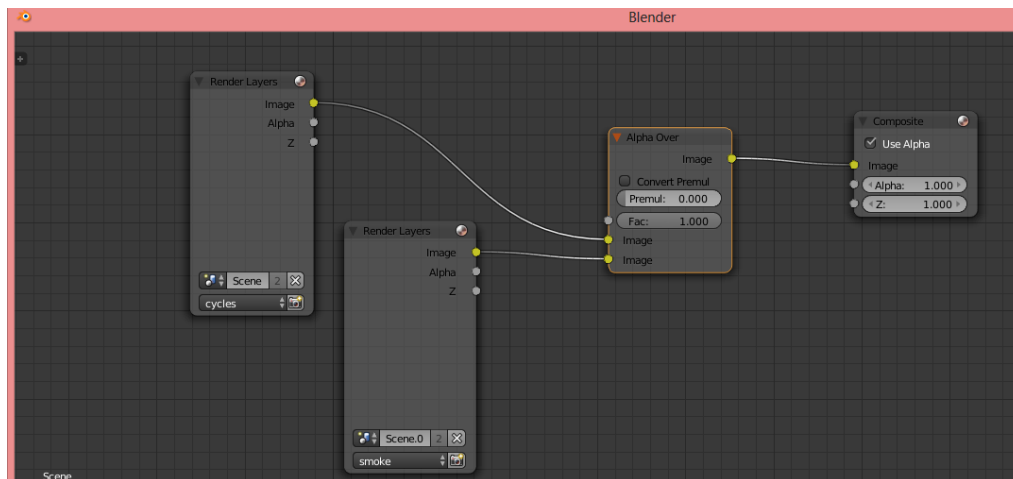 Blender
Render Layers
Image
Alpha
Z
Scene 2
cycles
Render Layers
Image
Alpha
Z
Scene.0 2
smoke
Alpha Over
Image
Convert Premul
Premul: 0.000
Fac: 1.000
Image
Image
Composite
Use Alpha
Image
Alpha: 1.000
Z: 1.000
Scene